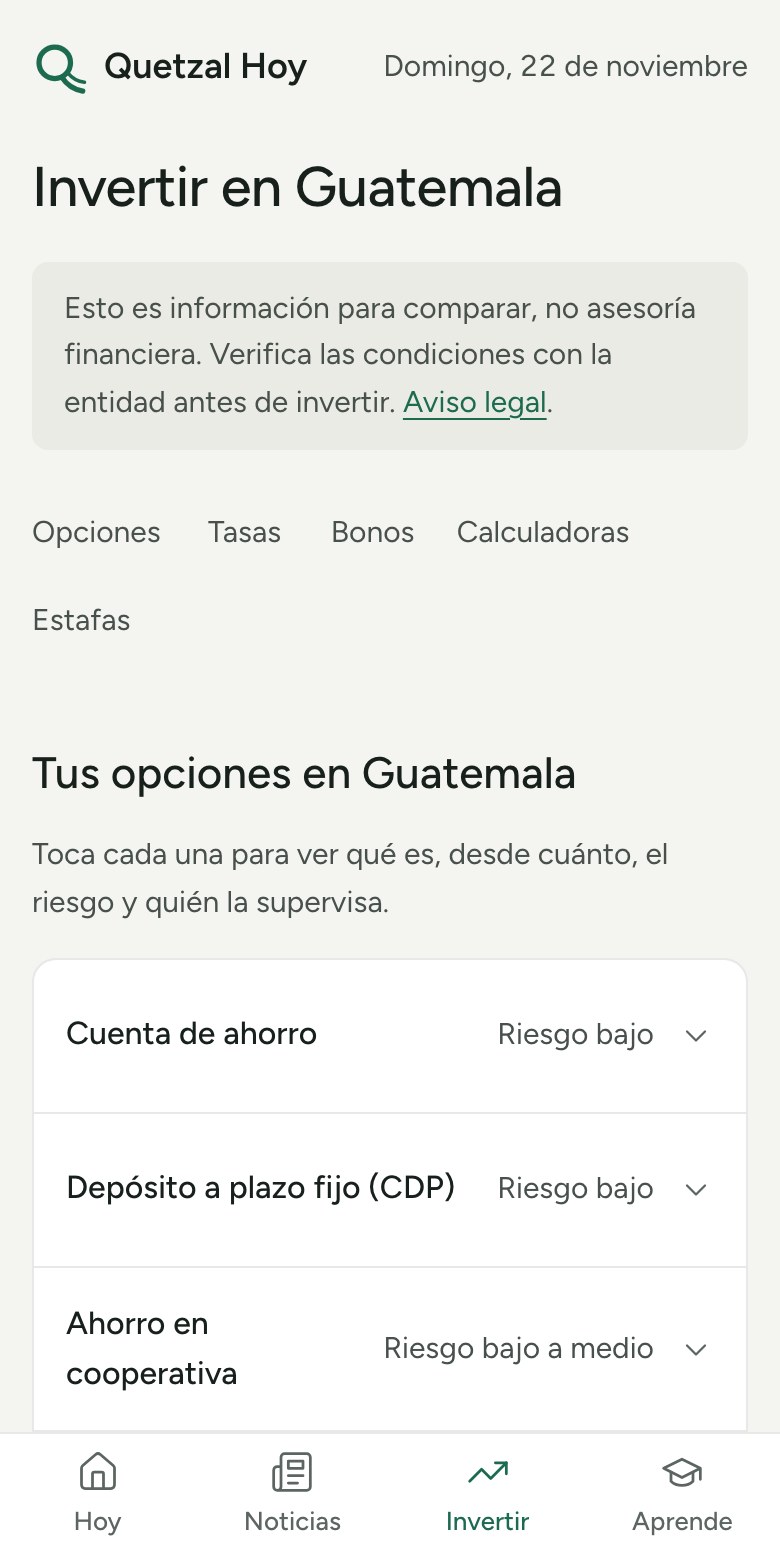 Quetzal Hoy
Domingo, 22 de noviembre
Invertir en Guatemala
Esto es información para comparar, no asesoría
financiera. Verifica las condiciones con la
entidad antes de invertir. Aviso legal.
Opciones Tasas Bonos Calculadoras
Estafas
Tus opciones en Guatemala
Toca cada una para ver qué es, desde cuánto, el
riesgo y quién la supervisa.
Cuenta de ahorro Riesgo bajo
Depósito a plazo fijo (CDP) Riesgo bajo
Ahorro en
cooperativa
Riesgo bajo a medio
Hoy Noticias Invertir Aprende